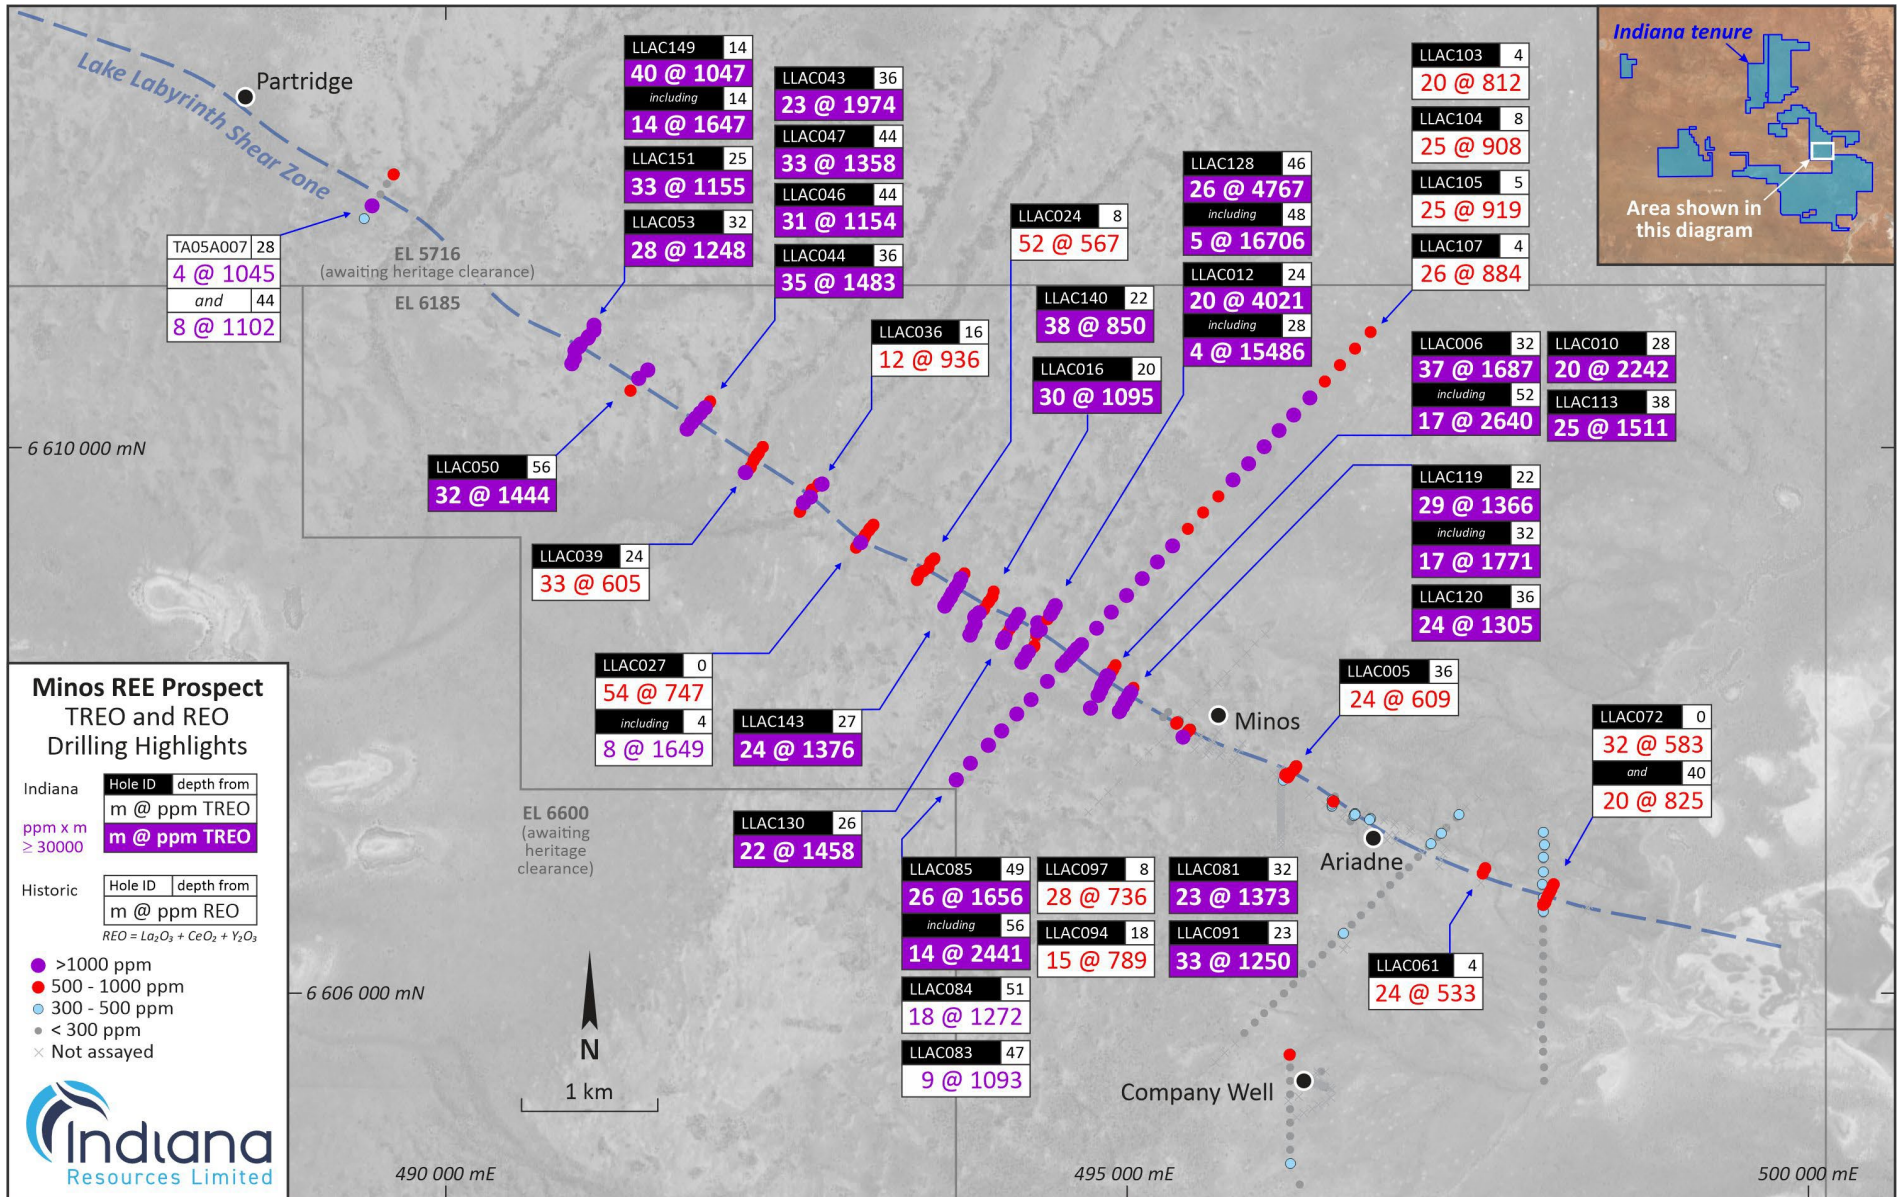 Lake Labyrinth Shear Zone
Partridge
TA05A007 28
4 @ 1045
and 44
8 @ 1102
EL 5716
(awaiting heritage clearance)
EL 6185
LLAC149 14
40 @ 1047
including 14
14 @ 1647
LLAC151 25
33 @ 1155
LLAC053 32
28 @ 1248
LLAC043 36
23 @ 1974
LLAC047 44
33 @ 1358
LLAC046 44
31 @ 1154
LLAC044 36
35 @ 1483
LLAC036 16
12 @ 936
LLAC024 8
52 @ 567
LLAC140 22
38 @ 850
LLAC016 20
30 @ 1095
LLAC128 46
26 @ 4767
including 48
5 @ 16706
LLAC012 24
20 @ 4021
including 28
4 @ 15486
LLAC103 4
20 @ 812
LLAC104 8
25 @ 908
LLAC105 5
25 @ 919
LLAC107 4
26 @ 884
Indiana tenure
Area shown in
this diagram
LLAC006 32
37 @ 1687
including 52
17 @ 2640
LLAC010 28
20 @ 2242
LLAC113 38
25 @ 1511
LLAC119 22
29 @ 1366
including 32
17 @ 1771
LLAC120 36
24 @ 1305
6 610 000 mN
LLAC050 56
32 @ 1444
LLAC039 24
33 @ 605
LLAC027 0
54 @ 747
including 4
8 @ 1649
LLAC143 27
24 @ 1376
LLAC130 26
22 @ 1458
Minos
LLAC005 36
24 @ 609
LLAC072 0
32 @ 583
and 40
20 @ 825
Ariadne
LLAC061 4
24 @ 533
EL 6600
(awaiting
heritage
clearance)
LLAC085 49
26 @ 1656
including 56
14 @ 2441
LLAC084 51
18 @ 1272
LLAC083 47
9 @ 1093
LLAC097 8
28 @ 736
LLAC094 18
15 @ 789
LLAC081 32
23 @ 1373
LLAC091 23
33 @ 1250
Company Well
6 606 000 mN
N
1 km
490 000 mE
495 000 mE
500 000 mE
Minos REE Prospect
TREO and REO
Drilling Highlights
Indiana
Hole ID depth from
m @ ppm TREO
ppm x m
≥ 30000
m @ ppm TREO
Historic
Hole ID depth from
m @ ppm REO
REO = La₂O₃ + CeO₂ + Y₂O₃
>1000 ppm
500 - 1000 ppm
300 - 500 ppm
< 300 ppm
Not assayed
Indiana
Resources Limited